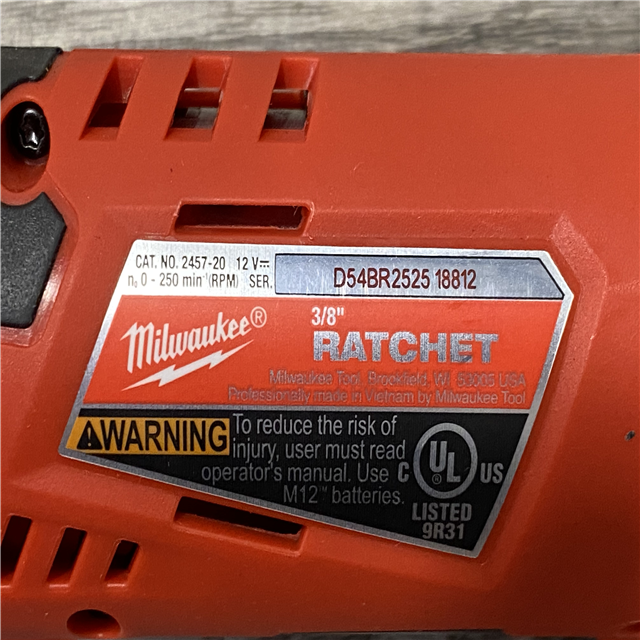 CAT. NO. 2457-20 12 V⎓
n₀ 0 - 250 min⁻¹(RPM) SER. D54BR2525 18812
Milwaukee®
3/8"
RATCHET
Milwaukee Tool, Brookfield, WI 53005 USA
Professionally made in Vietnam by Milwaukee Tool
WARNING
To reduce the risk of
injury, user must read
operator's manual. Use
M12™ batteries.
C UL US
LISTED
9R31